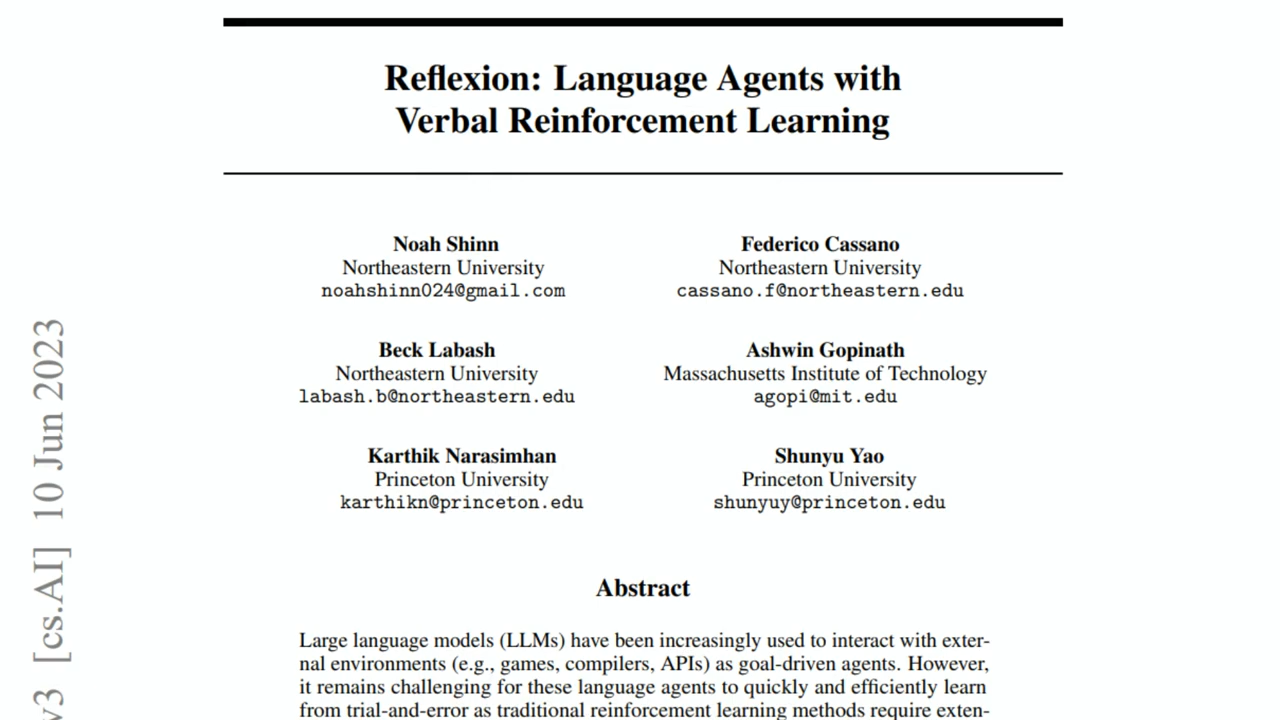 Reflexion: Language Agents with
Verbal Reinforcement Learning
Noah Shinn
Northeastern University
noahshinn024@gmail.com
Federico Cassano
Northeastern University
cassano.f@northeastern.edu
Beck Labash
Northeastern University
labash.b@northeastern.edu
Ashwin Gopinath
Massachusetts Institute of Technology
agopi@mit.edu
Karthik Narasimhan
Princeton University
karthikn@princeton.edu
Shunyu Yao
Princeton University
shunyuy@princeton.edu
Abstract
Large language models (LLMs) have been increasingly used to interact with exter-
nal environments (e.g., games, compilers, APIs) as goal-driven agents. However,
it remains challenging for these language agents to quickly and efficiently learn
from trial-and-error as traditional reinforcement learning methods require exten-
v3 [cs.AI] 10 Jun 2023